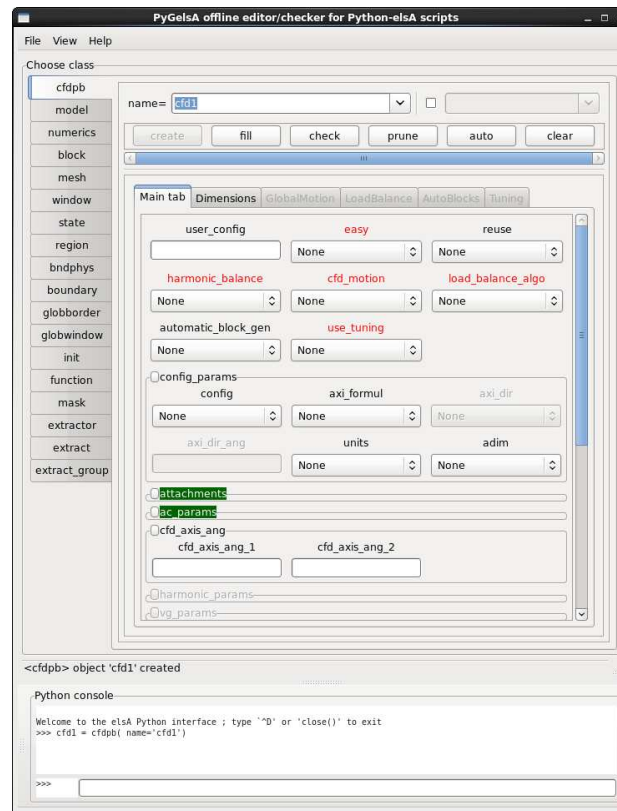 PyGelsA offline editor/checker for Python-elsA scripts
File View Help
Choose class
cfdpb
model
numerics
block
mesh
window
state
region
bndphys
boundary
globborder
globwindow
init
function
mask
extractor
extract
extract_group
name= cfd1
create fill check prune auto clear
Main tab Dimensions GlobalMotion LoadBalance AutoBlocks Tuning
user_config easy reuse
None None
harmonic_balance cfd_motion load_balance_algo
None None None
automatic_block_gen use_tuning
None None
config_params
config axi_formul axi_dir
None None None
axi_dir_ang units adim
None None
attachments
ac_params
cfd_axis_ang
cfd_axis_ang_1 cfd_axis_ang_2
harmonic_params
vg_params
<cfdpb> object 'cfd1' created
Python console
Welcome to the elsA Python interface ; type `^D' or 'close()' to exit
>>> cfd1 = cfdpb( name='cfd1')
>>>